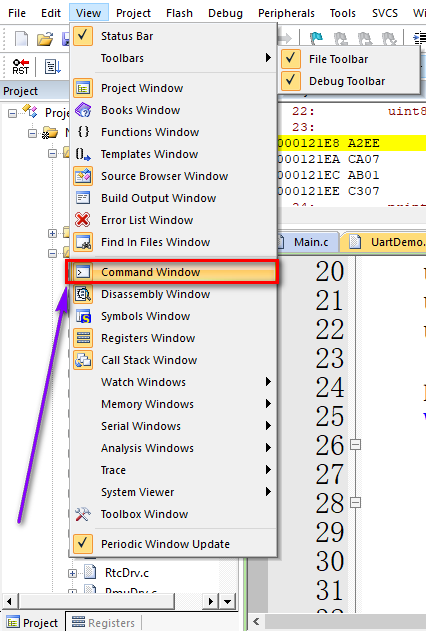 File Edit View Project Flash Debug Peripherals Tools SVCS W
Status Bar
Toolbars
File Toolbar
Debug Toolbar
RST
Project
Project Window
Books Window
Functions Window
Templates Window
Source Browser Window
Build Output Window
Error List Window
Find In Files Window
Command Window
Disassembly Window
Symbols Window
Registers Window
Call Stack Window
Watch Windows
Memory Windows
Serial Windows
Analysis Windows
Trace
System Viewer
Toolbox Window
Periodic Window Update
22: uint8
23:
000121E8 A2EE
000121EA CA07
000121EC AB01
000121EE C307
24:
Main.c UartDemo.
20
21
22
23
24
25
26
27
28
29
30
31
32
RtcDrv.c
Project Registers